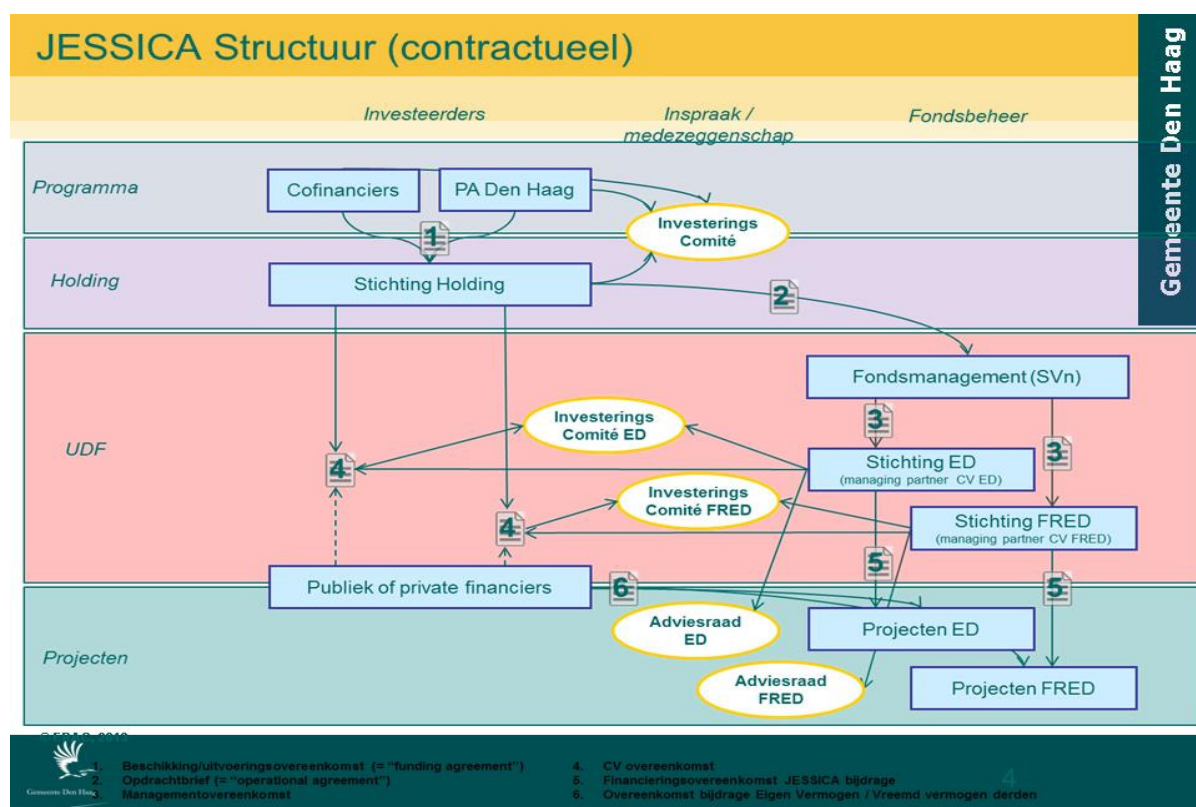 JESSICA Structuur (contractueel)
Gemeente Den Haag
Investeerders
Inspraak /
medezeggenschap
Fondsbeheer
Programma
Cofinanciers
PA Den Haag
Investerings
Comité
1
Holding
Stichting Holding
2
Fondsmanagement (SVn)
3
3
Investerings
Comité ED
UDF
4
Stichting ED
(managing partner CV ED)
Investerings
Comité FRED
4
Stichting FRED
(managing partner CV FRED)
5
5
Publiek of private financiers
6
Adviesraad
ED
Projecten ED
Projecten
Adviesraad
FRED
Projecten FRED
1. Beschikking/uitvoeringsovereenkomst (= “funding agreement”)
2. Opdrachtbrief (= “operational agreement”)
3. Managementovereenkomst
4. CV overeenkomst
5. Financieringsovereenkomst JESSICA bijdrage
6. Overeenkomst bijdrage Eigen Vermogen / Vreemd vermogen derden
4
Gemeente Den Haag